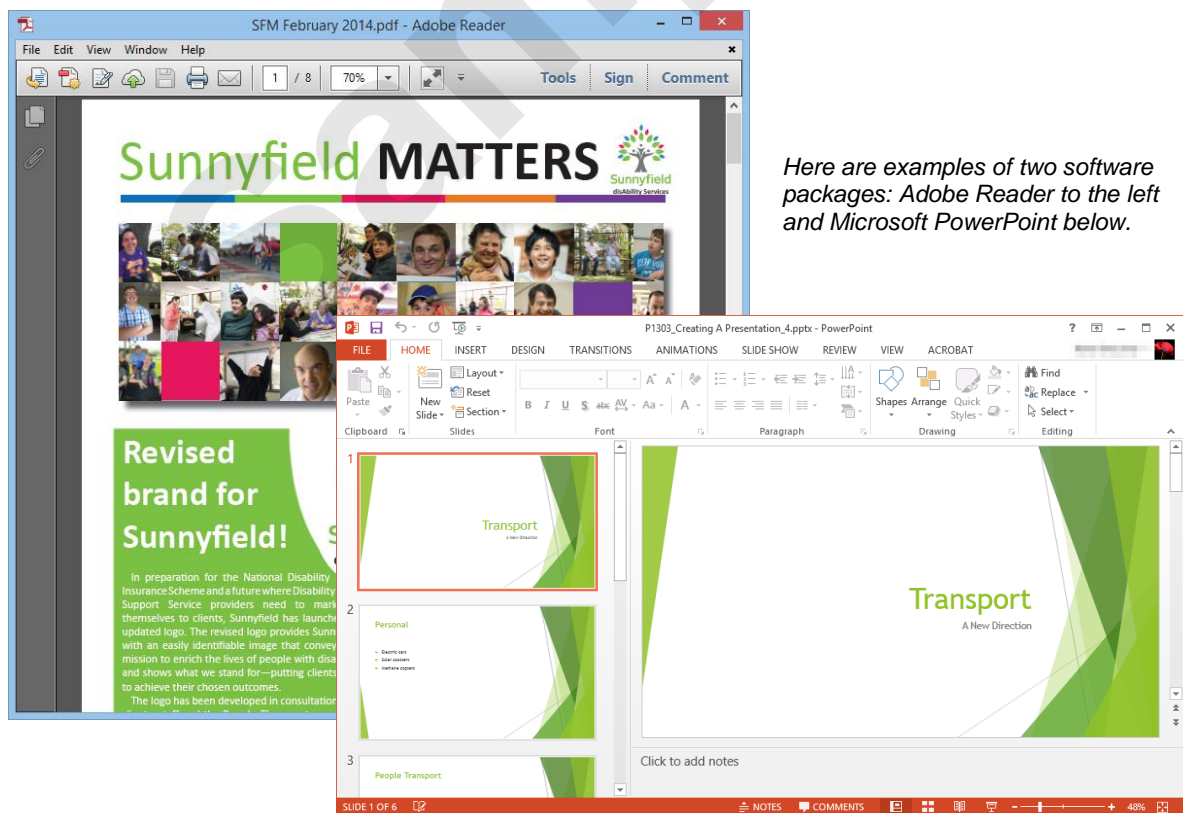 SFM February 2014.pdf - Adobe Reader
File Edit View Window Help
1 / 8 70% Tools Sign Comment
Sunnyfield MATTERS
Sunnyfield
disAbility Services
Here are examples of two software
packages: Adobe Reader to the left
and Microsoft PowerPoint below.
Revised
brand for
Sunnyfield!
In preparation for the National Disability
Insurance Scheme and a future where Disability
Support Service providers need to mark
themselves to clients, Sunnyfield has launche
updated logo. The revised logo provides Sunn
with an easily identifiable image that convey
mission to enrich the lives of people with disa
and shows what we stand for—putting clients
to achieve their chosen outcomes.
The logo has been developed in consultation
P1303_Creating A Presentation_4.pptx - PowerPoint
FILE HOME INSERT DESIGN TRANSITIONS ANIMATIONS SLIDE SHOW REVIEW VIEW ACROBAT
Paste
New
Slide
Layout
Reset
Section
B I U S abc AV Aa A
Shapes Arrange Quick
Styles
Find
Replace
Select
Clipboard Slides Font Paragraph Drawing Editing
1
Transport
A New Direction
2
Personal
Electric cars
Solar scooters
3
People Transport
Transport
A New Direction
Click to add notes
SLIDE 1 OF 6 NOTES COMMENTS 48%